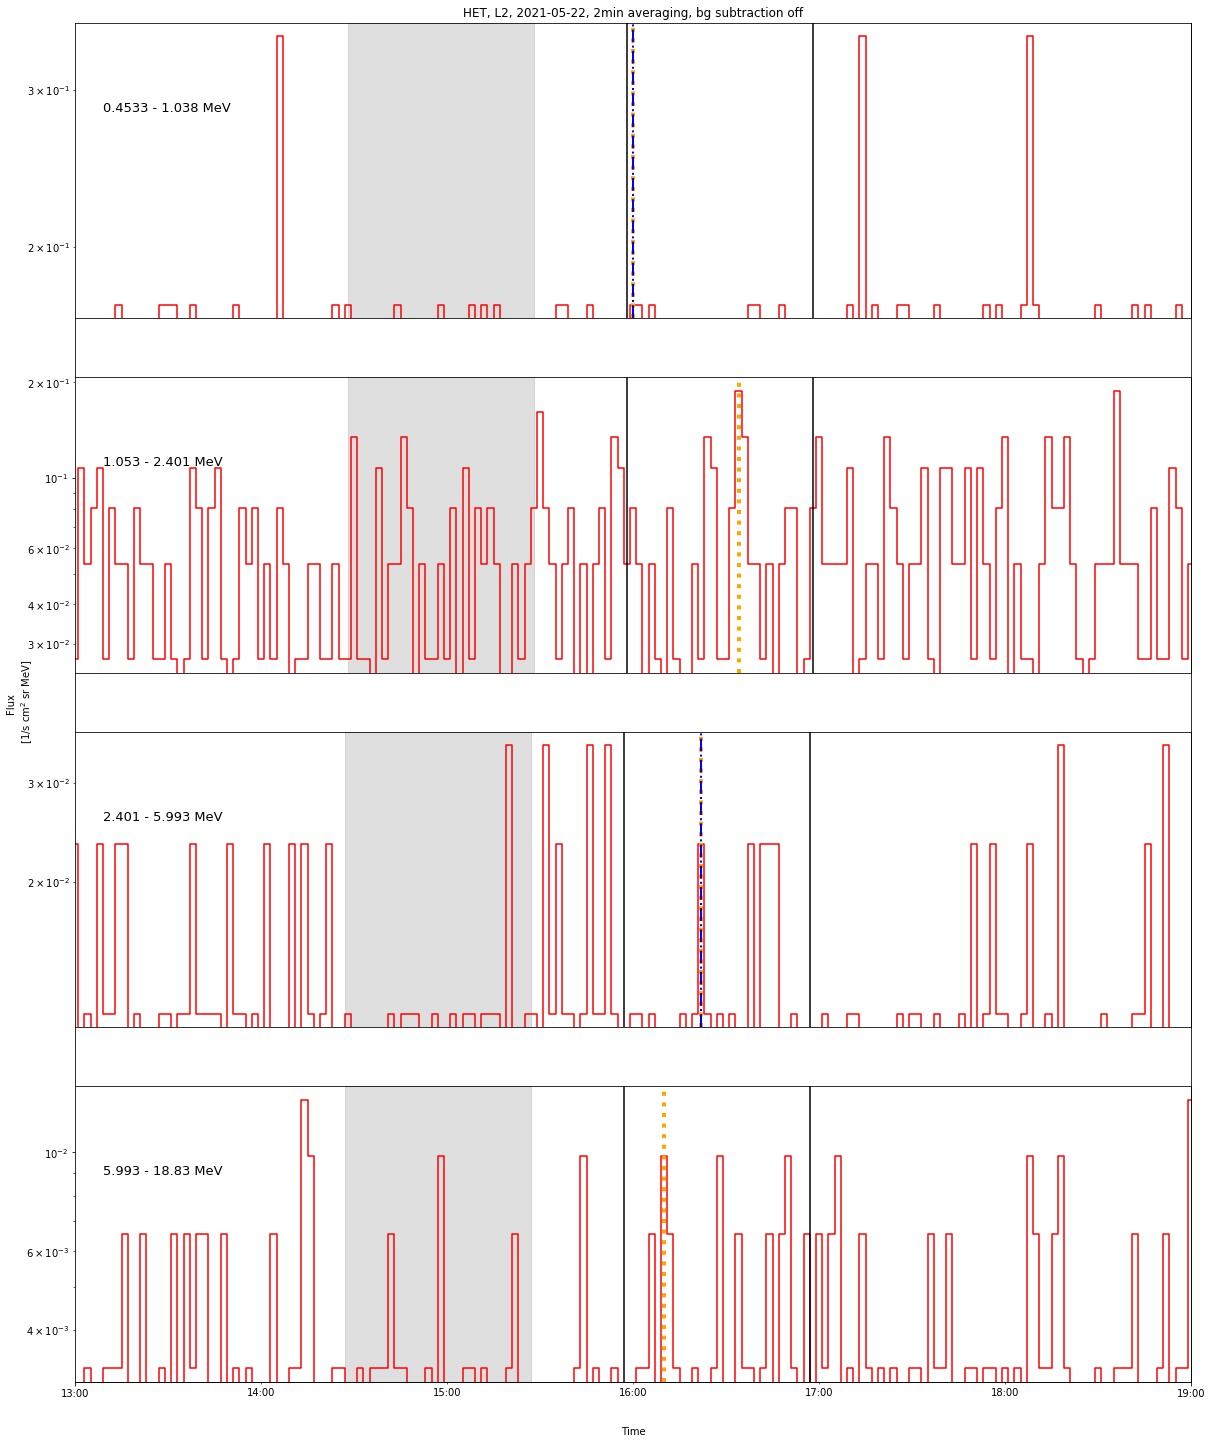 HET, L2, 2021-05-22, 2min averaging, bg subtraction off
3 × 10⁻¹
0.4533 - 1.038 MeV
2 × 10⁻¹
2 × 10⁻¹
1.053 - 2.401 MeV
10⁻¹
6 × 10⁻²
4 × 10⁻²
3 × 10⁻²
Flux
[1/s cm² sr MeV]
3 × 10⁻²
2.401 - 5.993 MeV
2 × 10⁻²
10⁻²
5.993 - 18.83 MeV
6 × 10⁻³
4 × 10⁻³
13:00 14:00 15:00 16:00 17:00 18:00 19:00
Time